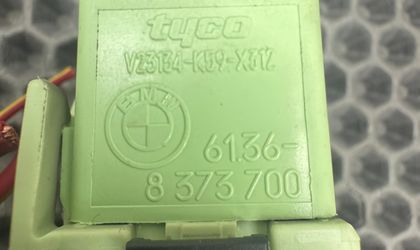 tyco
V23134-K59-X312
BMW
61.36-
8 373 700